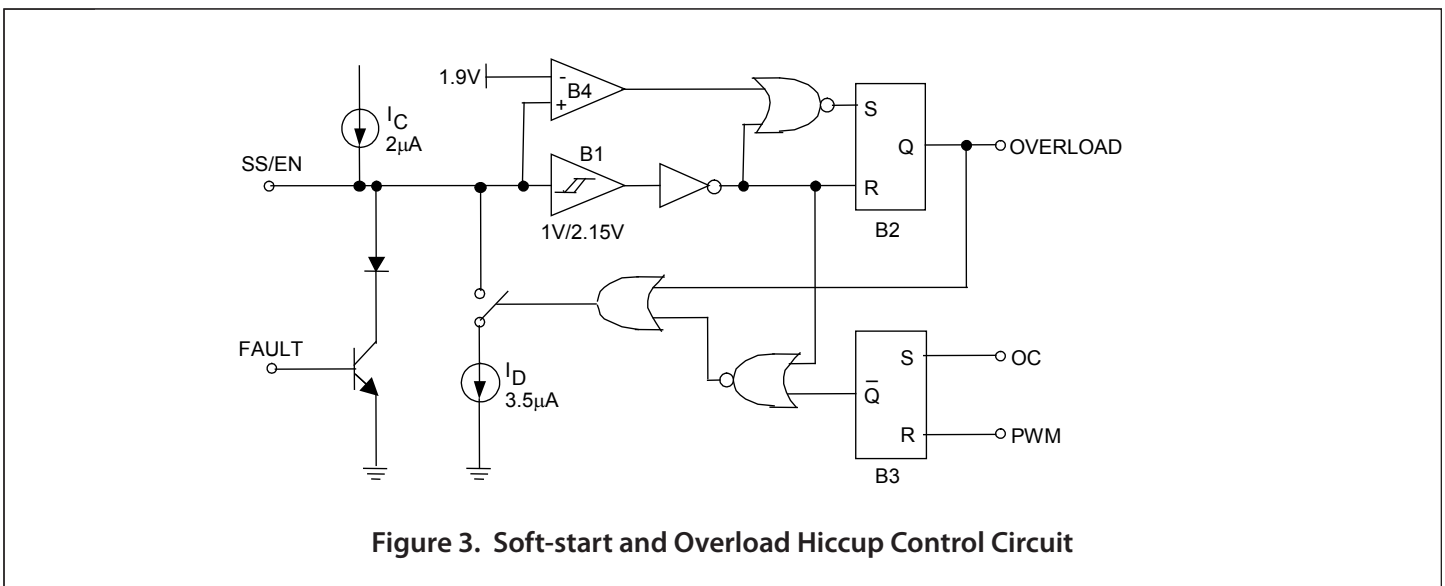 1.9V
-
B4
+
I_C
2μA
SS/EN
B1
1V/2.15V
S
Q
R
B2
OVERLOAD
FAULT
I_D
3.5μA
S
Q̅
R
B3
OC
PWM
Figure 3. Soft-start and Overload Hiccup Control Circuit